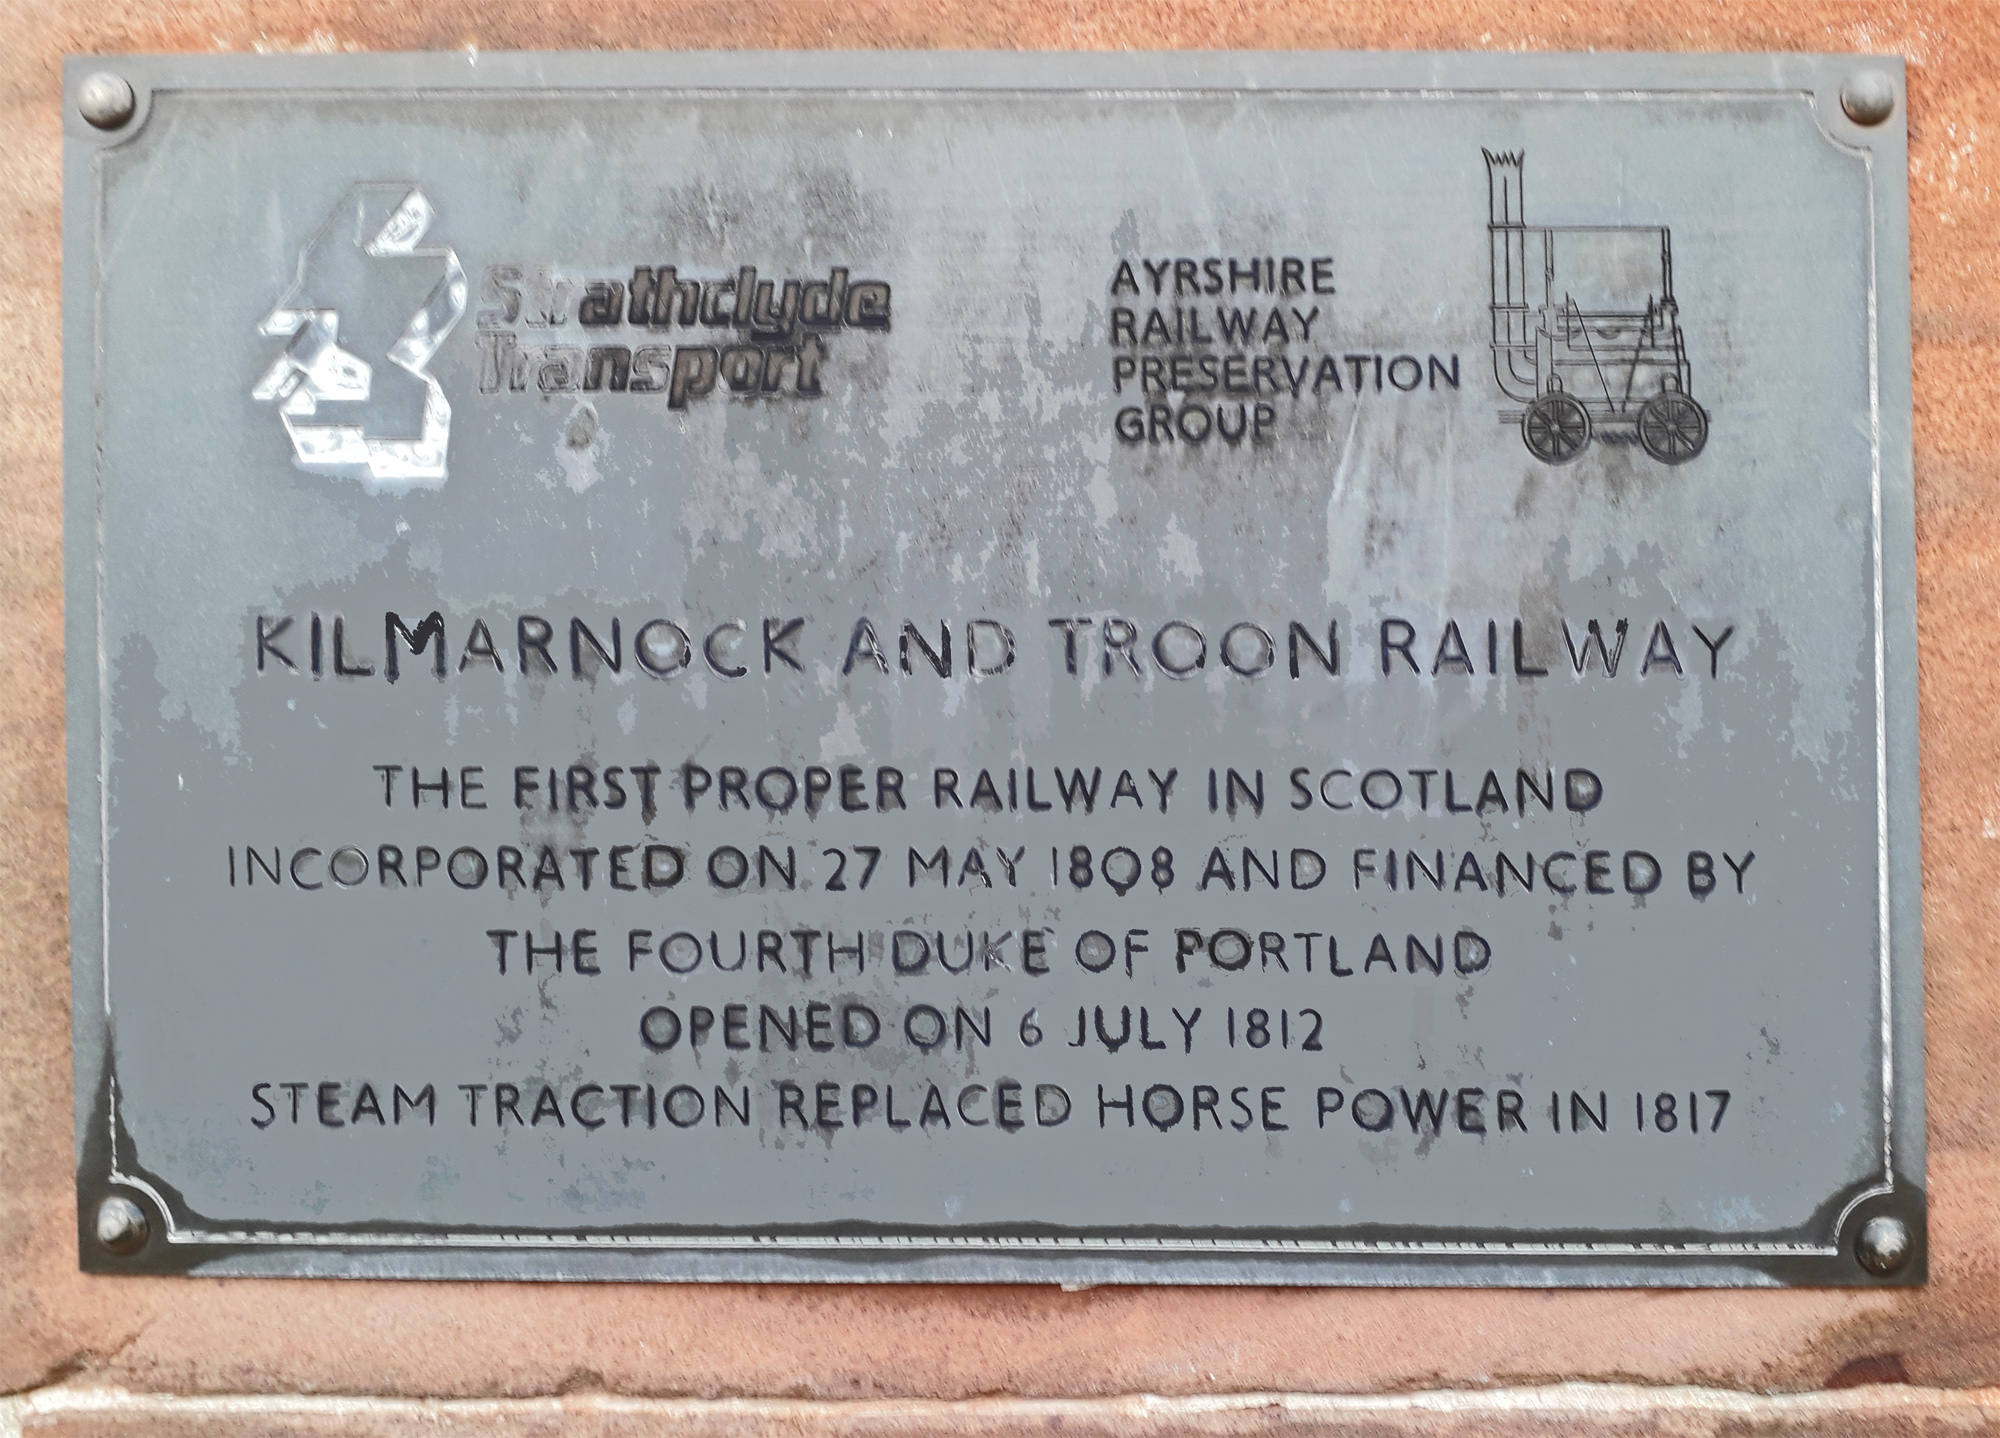 Strathclyde
Transport
AYRSHIRE
RAILWAY
PRESERVATION
GROUP
KILMARNOCK AND TROON RAILWAY
THE FIRST PROPER RAILWAY IN SCOTLAND
INCORPORATED ON 27 MAY 1808 AND FINANCED BY
THE FOURTH DUKE OF PORTLAND
OPENED ON 6 JULY 1812
STEAM TRACTION REPLACED HORSE POWER IN 1817